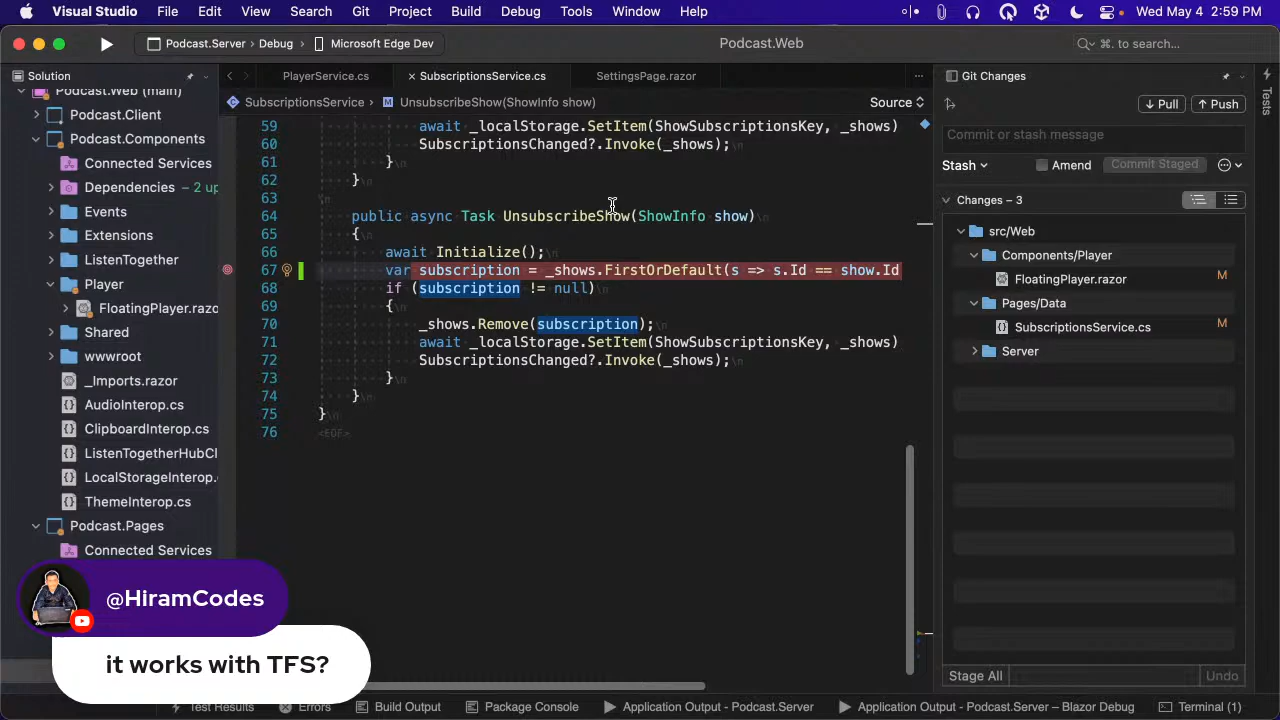 Visual Studio File Edit View Search Git Project Build Debug Tools Window Help Wed May 4 2:59 PM
Podcast.Server > Debug > Microsoft Edge Dev Podcast.Web ⌘. to search...
Solution
Podcast.Web (main)
Podcast.Client
Podcast.Components
Connected Services
Dependencies – 2 up
Events
Extensions
ListenTogether
Player
FloatingPlayer.razo
Shared
wwwroot
_Imports.razor
AudioInterop.cs
ClipboardInterop.cs
ListenTogetherHubCl
LocalStorageInterop.
ThemeInterop.cs
Podcast.Pages
Connected Services
PlayerService.cs × SubscriptionsService.cs SettingsPage.razor ...
SubscriptionsService > UnsubscribeShow(ShowInfo show) Source
59 await _localStorage.SetItem(ShowSubscriptionsKey, _shows)
60 SubscriptionsChanged?.Invoke(_shows);\n
61 }\n
62 }\n
63 \n
64 public async Task UnsubscribeShow(ShowInfo show)\n
65 {\n
66 await Initialize();\n
67 var subscription = _shows.FirstOrDefault(s => s.Id == show.Id
68 if (subscription != null)\n
69 {\n
70 _shows.Remove(subscription);\n
71 await _localStorage.SetItem(ShowSubscriptionsKey, _shows)
72 SubscriptionsChanged?.Invoke(_shows);\n
73 }\n
74 }\n
75 }\n
76 <EOF>
Git Changes
Pull Push
Commit or stash message
Stash Amend Commit Staged
Changes – 3
src/Web
Components/Player
FloatingPlayer.razor M
Pages/Data
SubscriptionsService.cs M
Server
Stage All Undo
Tests
@HiramCodes
it works with TFS?
Test Results Errors Build Output Package Console Application Output - Podcast.Server Application Output - Podcast.Server – Blazor Debug Terminal (1)